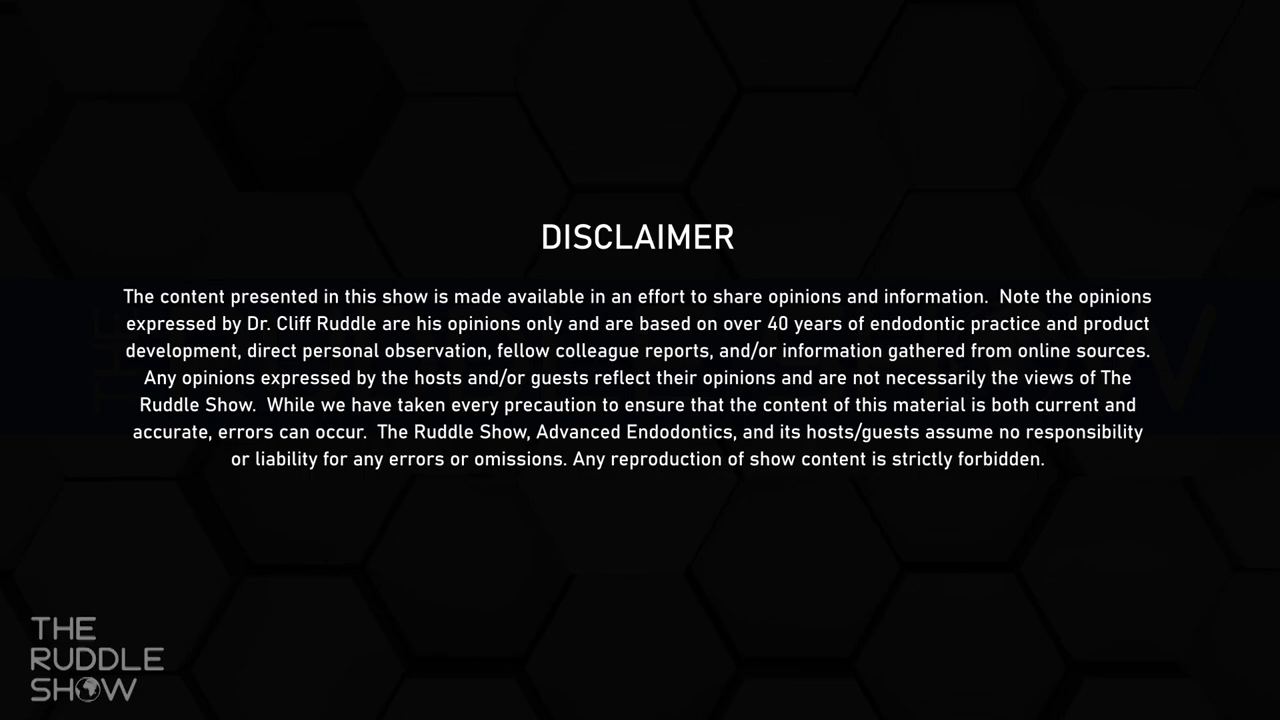 DISCLAIMER
The content presented in this show is made available in an effort to share opinions and information.  Note the opinions
expressed by Dr. Cliff Ruddle are his opinions only and are based on over 40 years of endodontic practice and product
development, direct personal observation, fellow colleague reports, and/or information gathered from online sources.
Any opinions expressed by the hosts and/or guests reflect their opinions and are not necessarily the views of The
Ruddle Show.  While we have taken every precaution to ensure that the content of this material is both current and
accurate, errors can occur.  The Ruddle Show, Advanced Endodontics, and its hosts/guests assume no responsibility
or liability for any errors or omissions. Any reproduction of show content is strictly forbidden.
THE
RUDDLE
SHOW